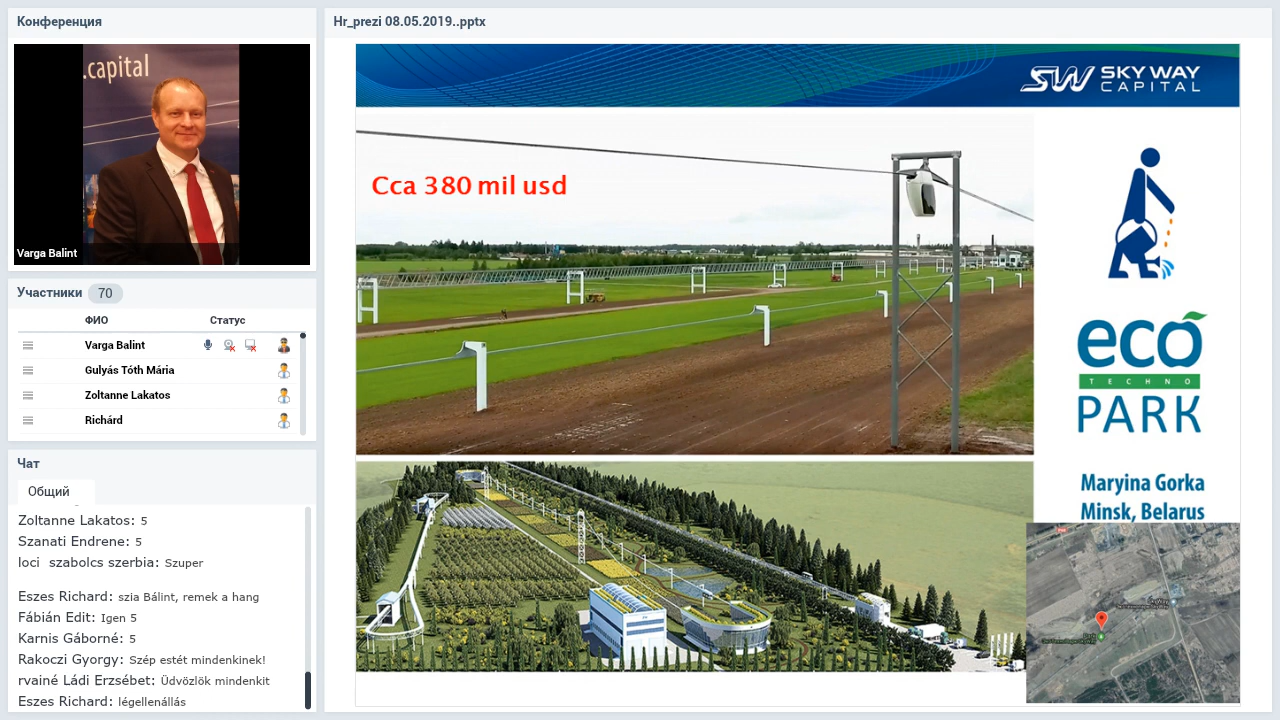 Конференция
.capital
Varga Balint
Участники 70
ФИО Статус
Varga Balint
Gulyás Tóth Mária
Zoltanne Lakatos
Richárd
Чат
Общий
Zoltanne Lakatos: 5
Szanati Endrene: 5
loci szabolcs szerbia: Szuper
Eszes Richard: szia Bálint, remek a hang
Fábián Edit: Igen 5
Karnis Gáborné: 5
Rakoczi Gyorgy: Szép estét mindenkinek!
rvainé Ládi Erzsébet: Üdvözlök mindenkit
Eszes Richard: légellenállás
Hr_prezi 08.05.2019..pptx
SW SKY WAY
CAPITAL
Cca 380 mil usd
eco
TECHNO
PARK
Maryina Gorka
Minsk, Belarus